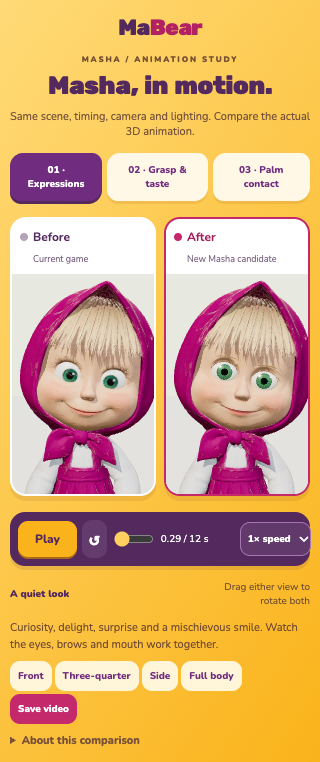 MaBear
MASHA / ANIMATION STUDY
Masha, in motion.
Same scene, timing, camera and lighting. Compare the actual
3D animation.
01 ·
Expressions
02 · Grasp &
taste
03 · Palm
contact
Before
Current game
After
New Masha candidate
Play
↺
0.29 / 12 s
1× speed
A quiet look
Drag either view to
rotate both
Curiosity, delight, surprise and a mischievous smile. Watch
the eyes, brows and mouth work together.
Front
Three-quarter
Side
Full body
Save video
About this comparison